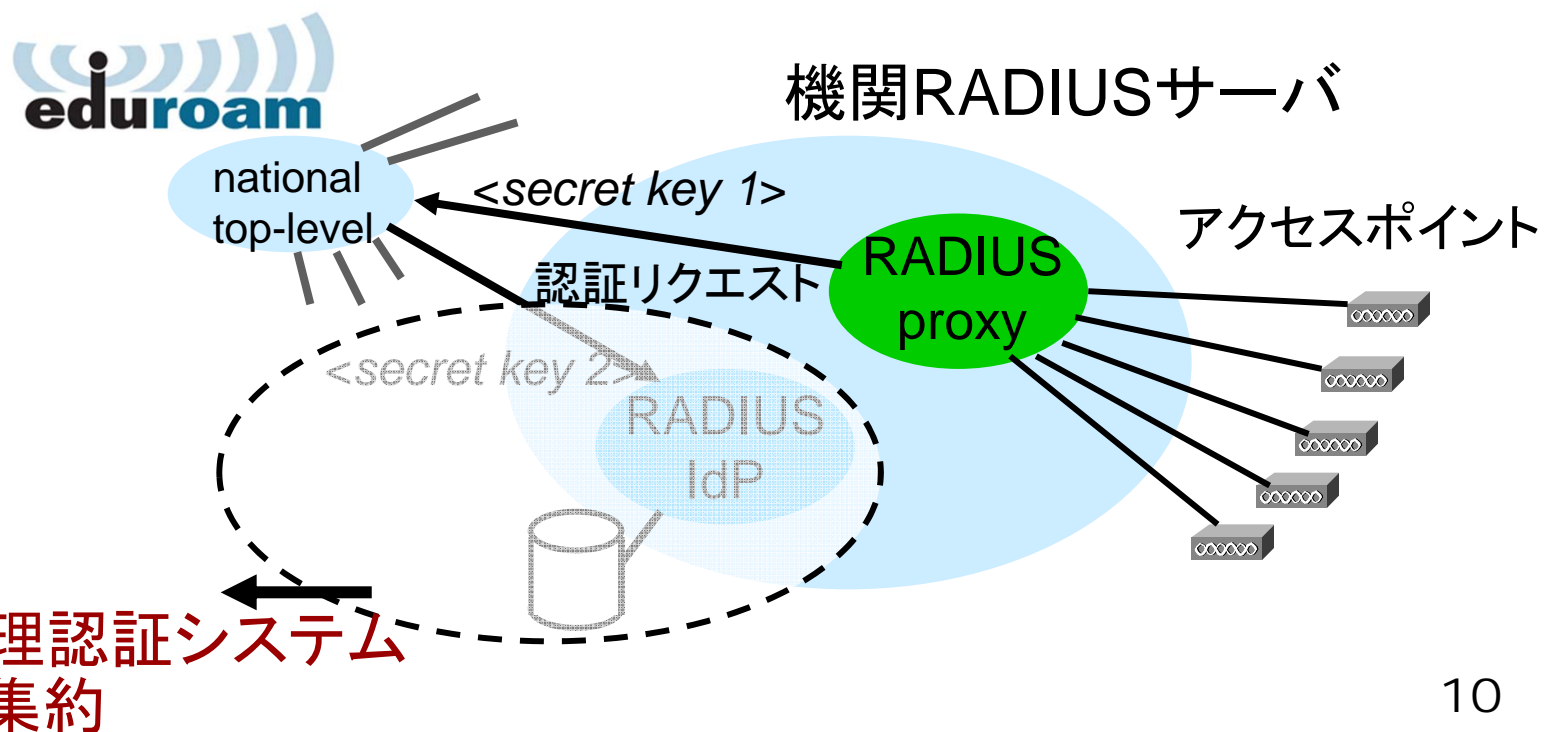 eduroam
機関RADIUSサーバ
national
top-level
<secret key 1>
アクセスポイント
RADIUS
proxy
認証リクエスト
<secret key 2>
RADIUS
IdP
理認証システム
集約
10